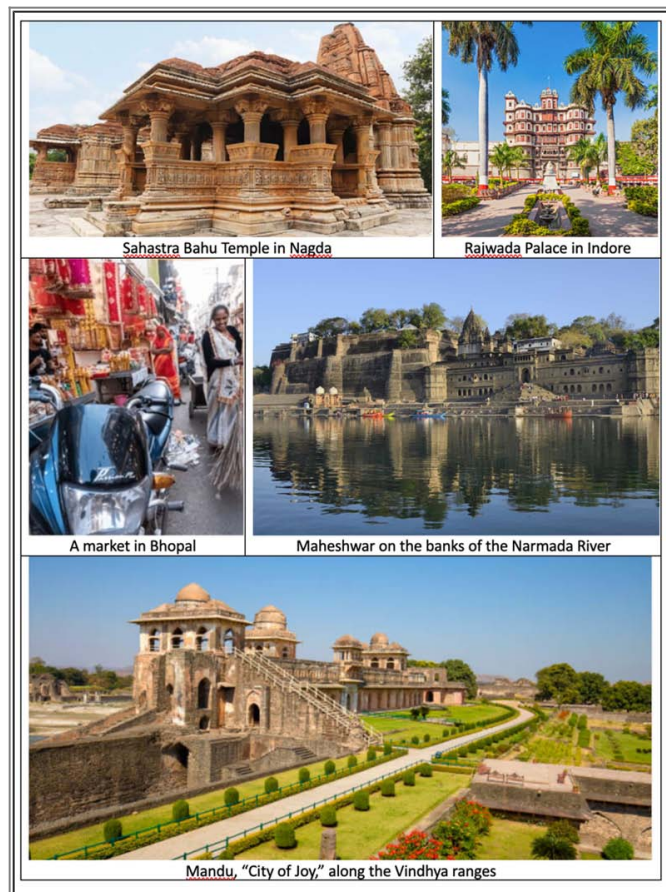 Sahastra Bahu Temple in Nagda
Rajwada Palace in Indore
A market in Bhopal
Maheshwar on the banks of the Narmada River
Mandu, “City of Joy,” along the Vindhya ranges